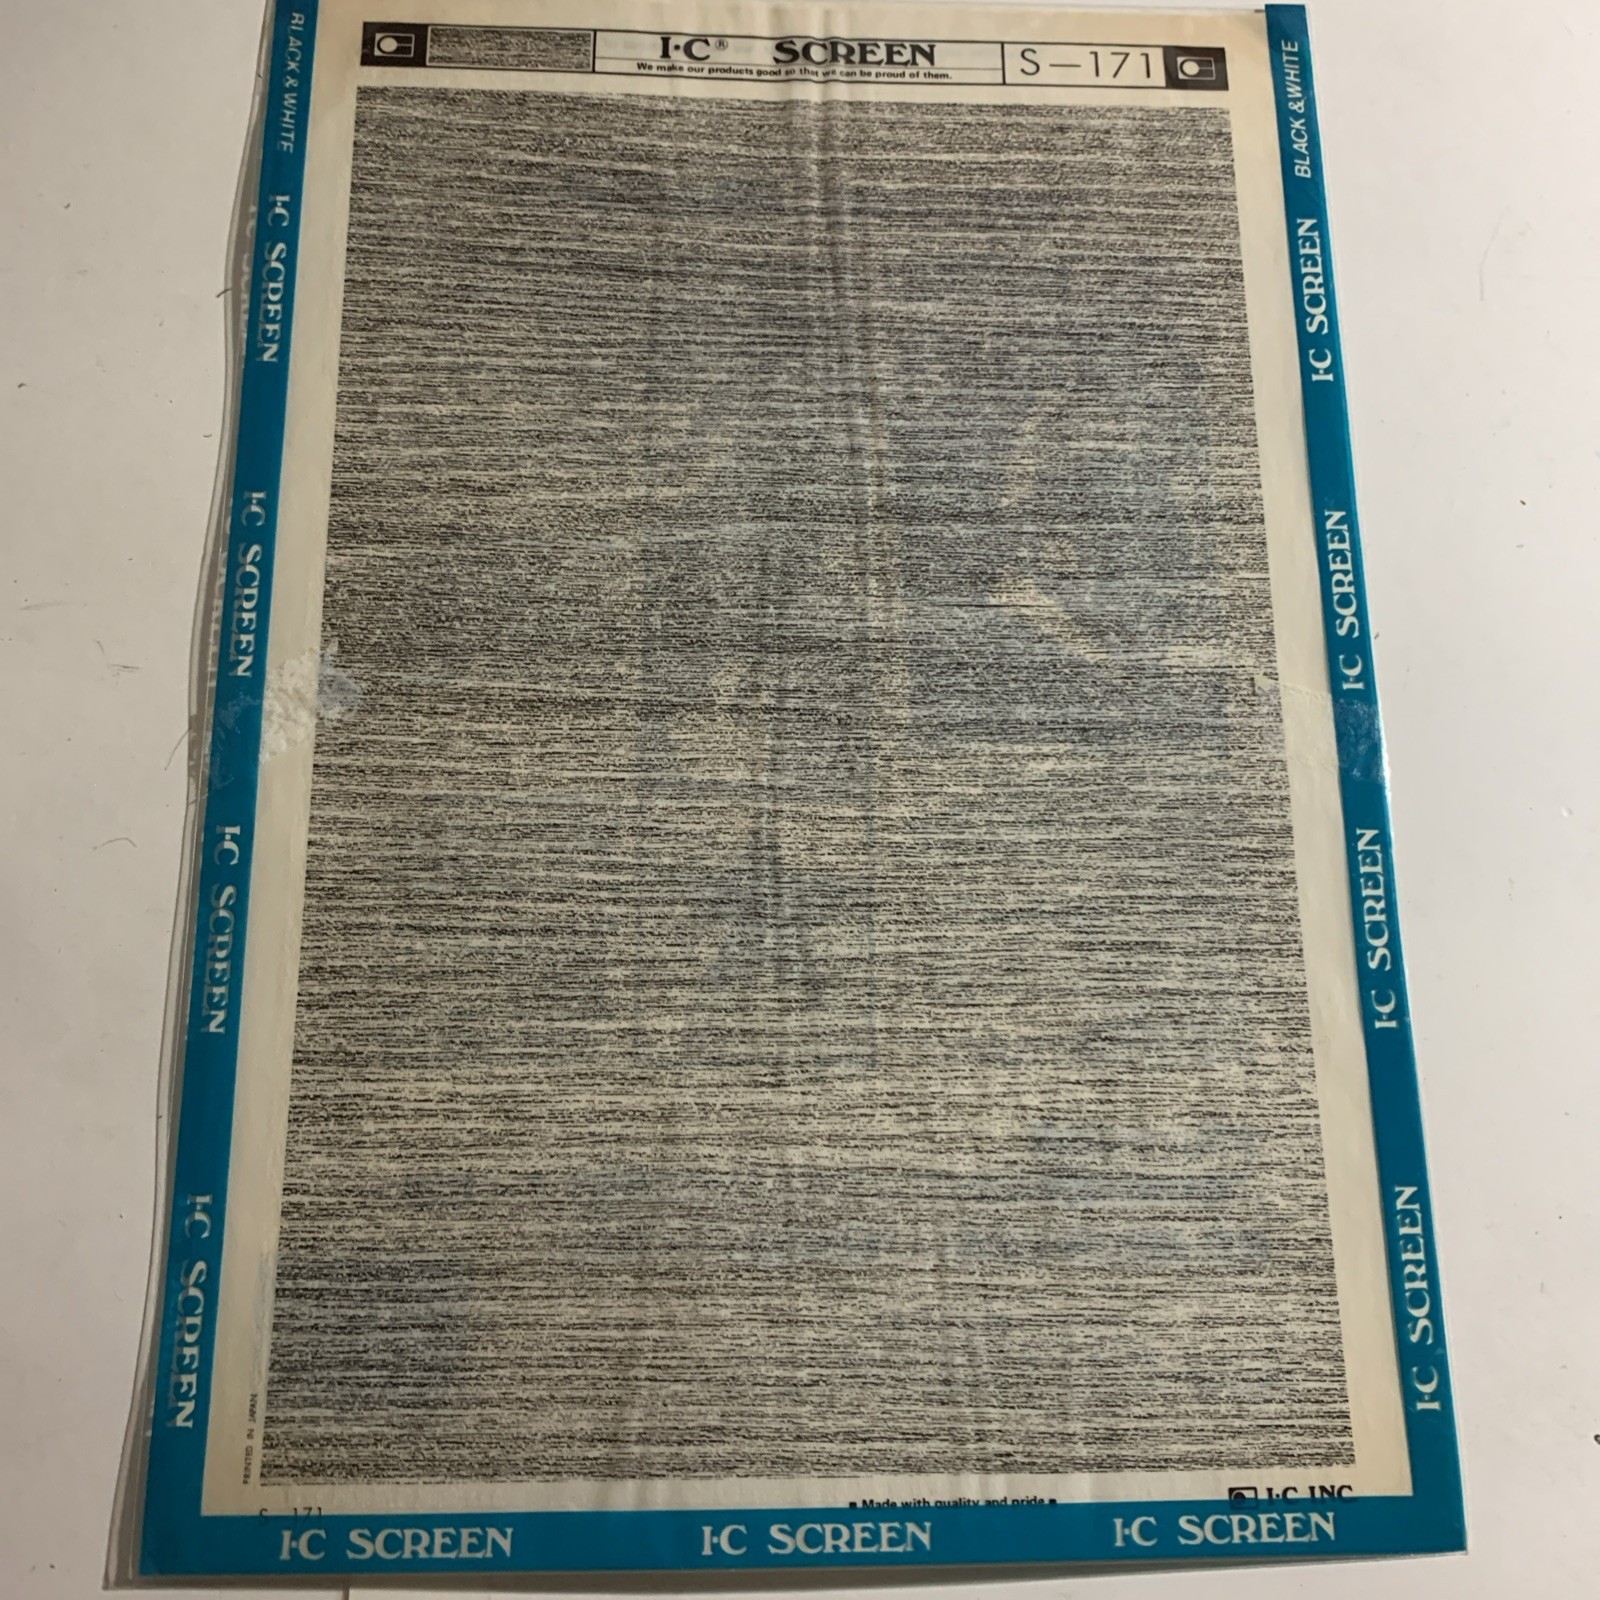 I·C® SCREEN
We make our products good so that we can be proud of them.
S-171
BLACK & WHITE
I·C SCREEN
I·C SCREEN
I·C SCREEN
I·C SCREEN
BLACK & WHITE
I·C SCREEN
I·C SCREEN
I·C SCREEN
I·C SCREEN
PRINTED IN JAPAN
S-171
■ Made with quality and pride ■
I·C INC
I·C SCREEN
I·C SCREEN
I·C SCREEN